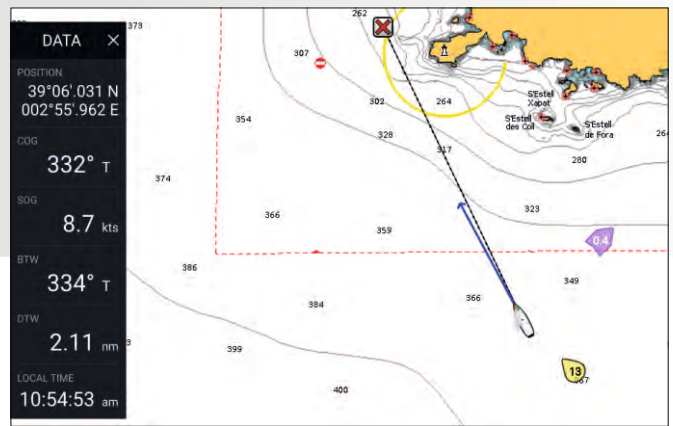 DATA ×
POSITION
39°06'.031 N
002°55'.962 E
COG
332° T
SOG
8.7 kts
BTW
334° T
DTW
2.11 nm
LOCAL TIME
10:54:53 am
373
262
307
302
264
354
328
317
S'Estell
Xapat
S'Estell
des Coll
S'Estell
de Fora
264
280
374
366
323
359
0.4
386
349
384
366
399
13
400